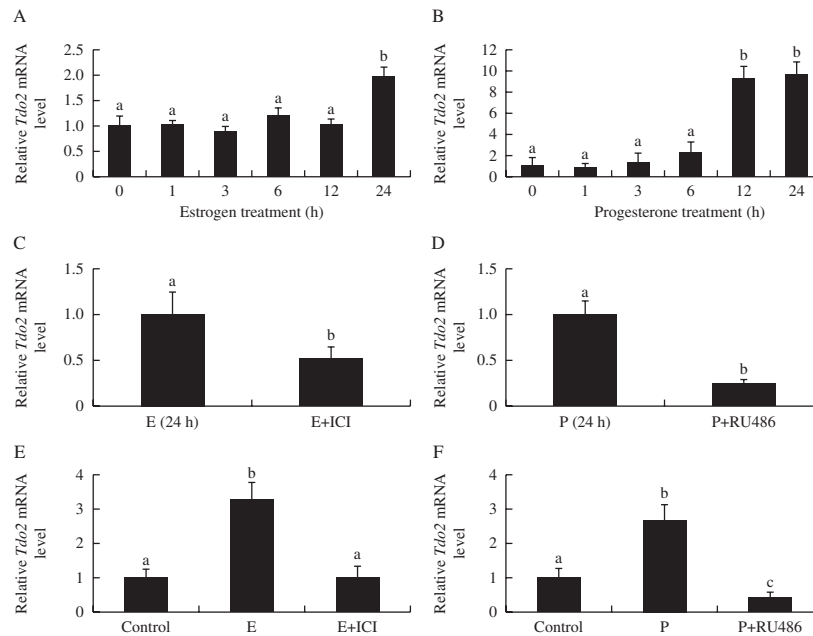 A
Relative Tdo2 mRNA
level
2.5
2.0
1.5
1.0
0.5
0
a
a
a
a
a
b
0
1
3
6
12
24
Estrogen treatment (h)
B
Relative Tdo2 mRNA
level
12
10
8
6
4
2
0
a
a
a
a
b
b
0
1
3
6
12
24
Progesterone treatment (h)
C
Relative Tdo2 mRNA
level
1.5
1.0
0.5
0
a
b
E (24 h)
E+ICI
D
Relative Tdo2 mRNA
level
1.5
1.0
0.5
0
a
b
P (24 h)
P+RU486
E
Relative Tdo2 mRNA
level
4
3
2
1
0
a
b
a
Control
E
E+ICI
F
Relative Tdo2 mRNA
level
4
3
2
1
0
a
b
c
Control
P
P+RU486